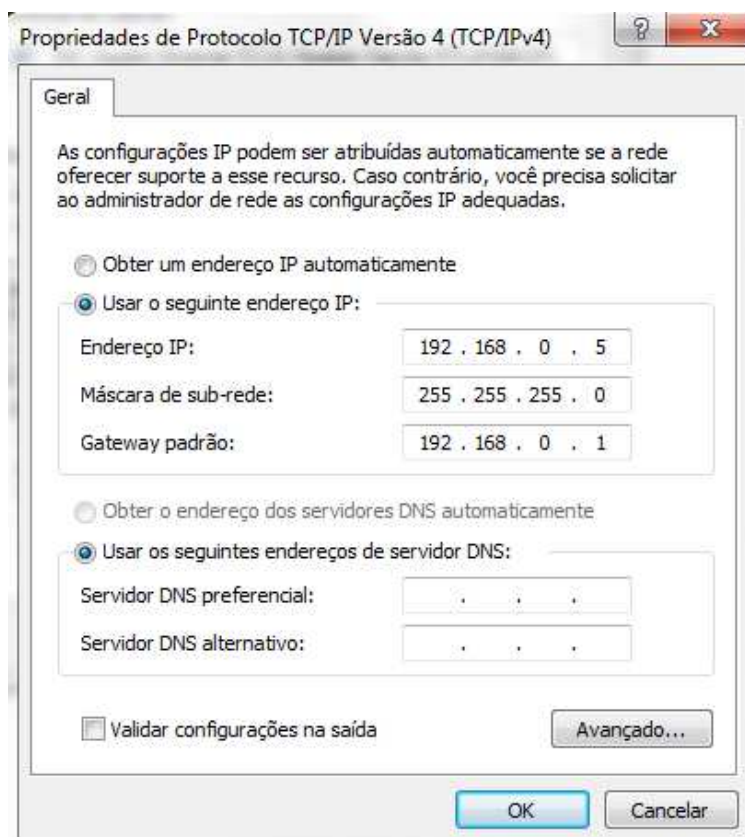 Propriedades de Protocolo TCP/IP Versão 4 (TCP/IPv4)
Geral
As configurações IP podem ser atribuídas automaticamente se a rede
oferecer suporte a esse recurso. Caso contrário, você precisa solicitar
ao administrador de rede as configurações IP adequadas.
Obter um endereço IP automaticamente
Usar o seguinte endereço IP:
Endereço IP: 192 . 168 . 0 . 5
Máscara de sub-rede: 255 . 255 . 255 . 0
Gateway padrão: 192 . 168 . 0 . 1
Obter o endereço dos servidores DNS automaticamente
Usar os seguintes endereços de servidor DNS:
Servidor DNS preferencial: . . .
Servidor DNS alternativo: . . .
Validar configurações na saída Avançado...
OK Cancelar